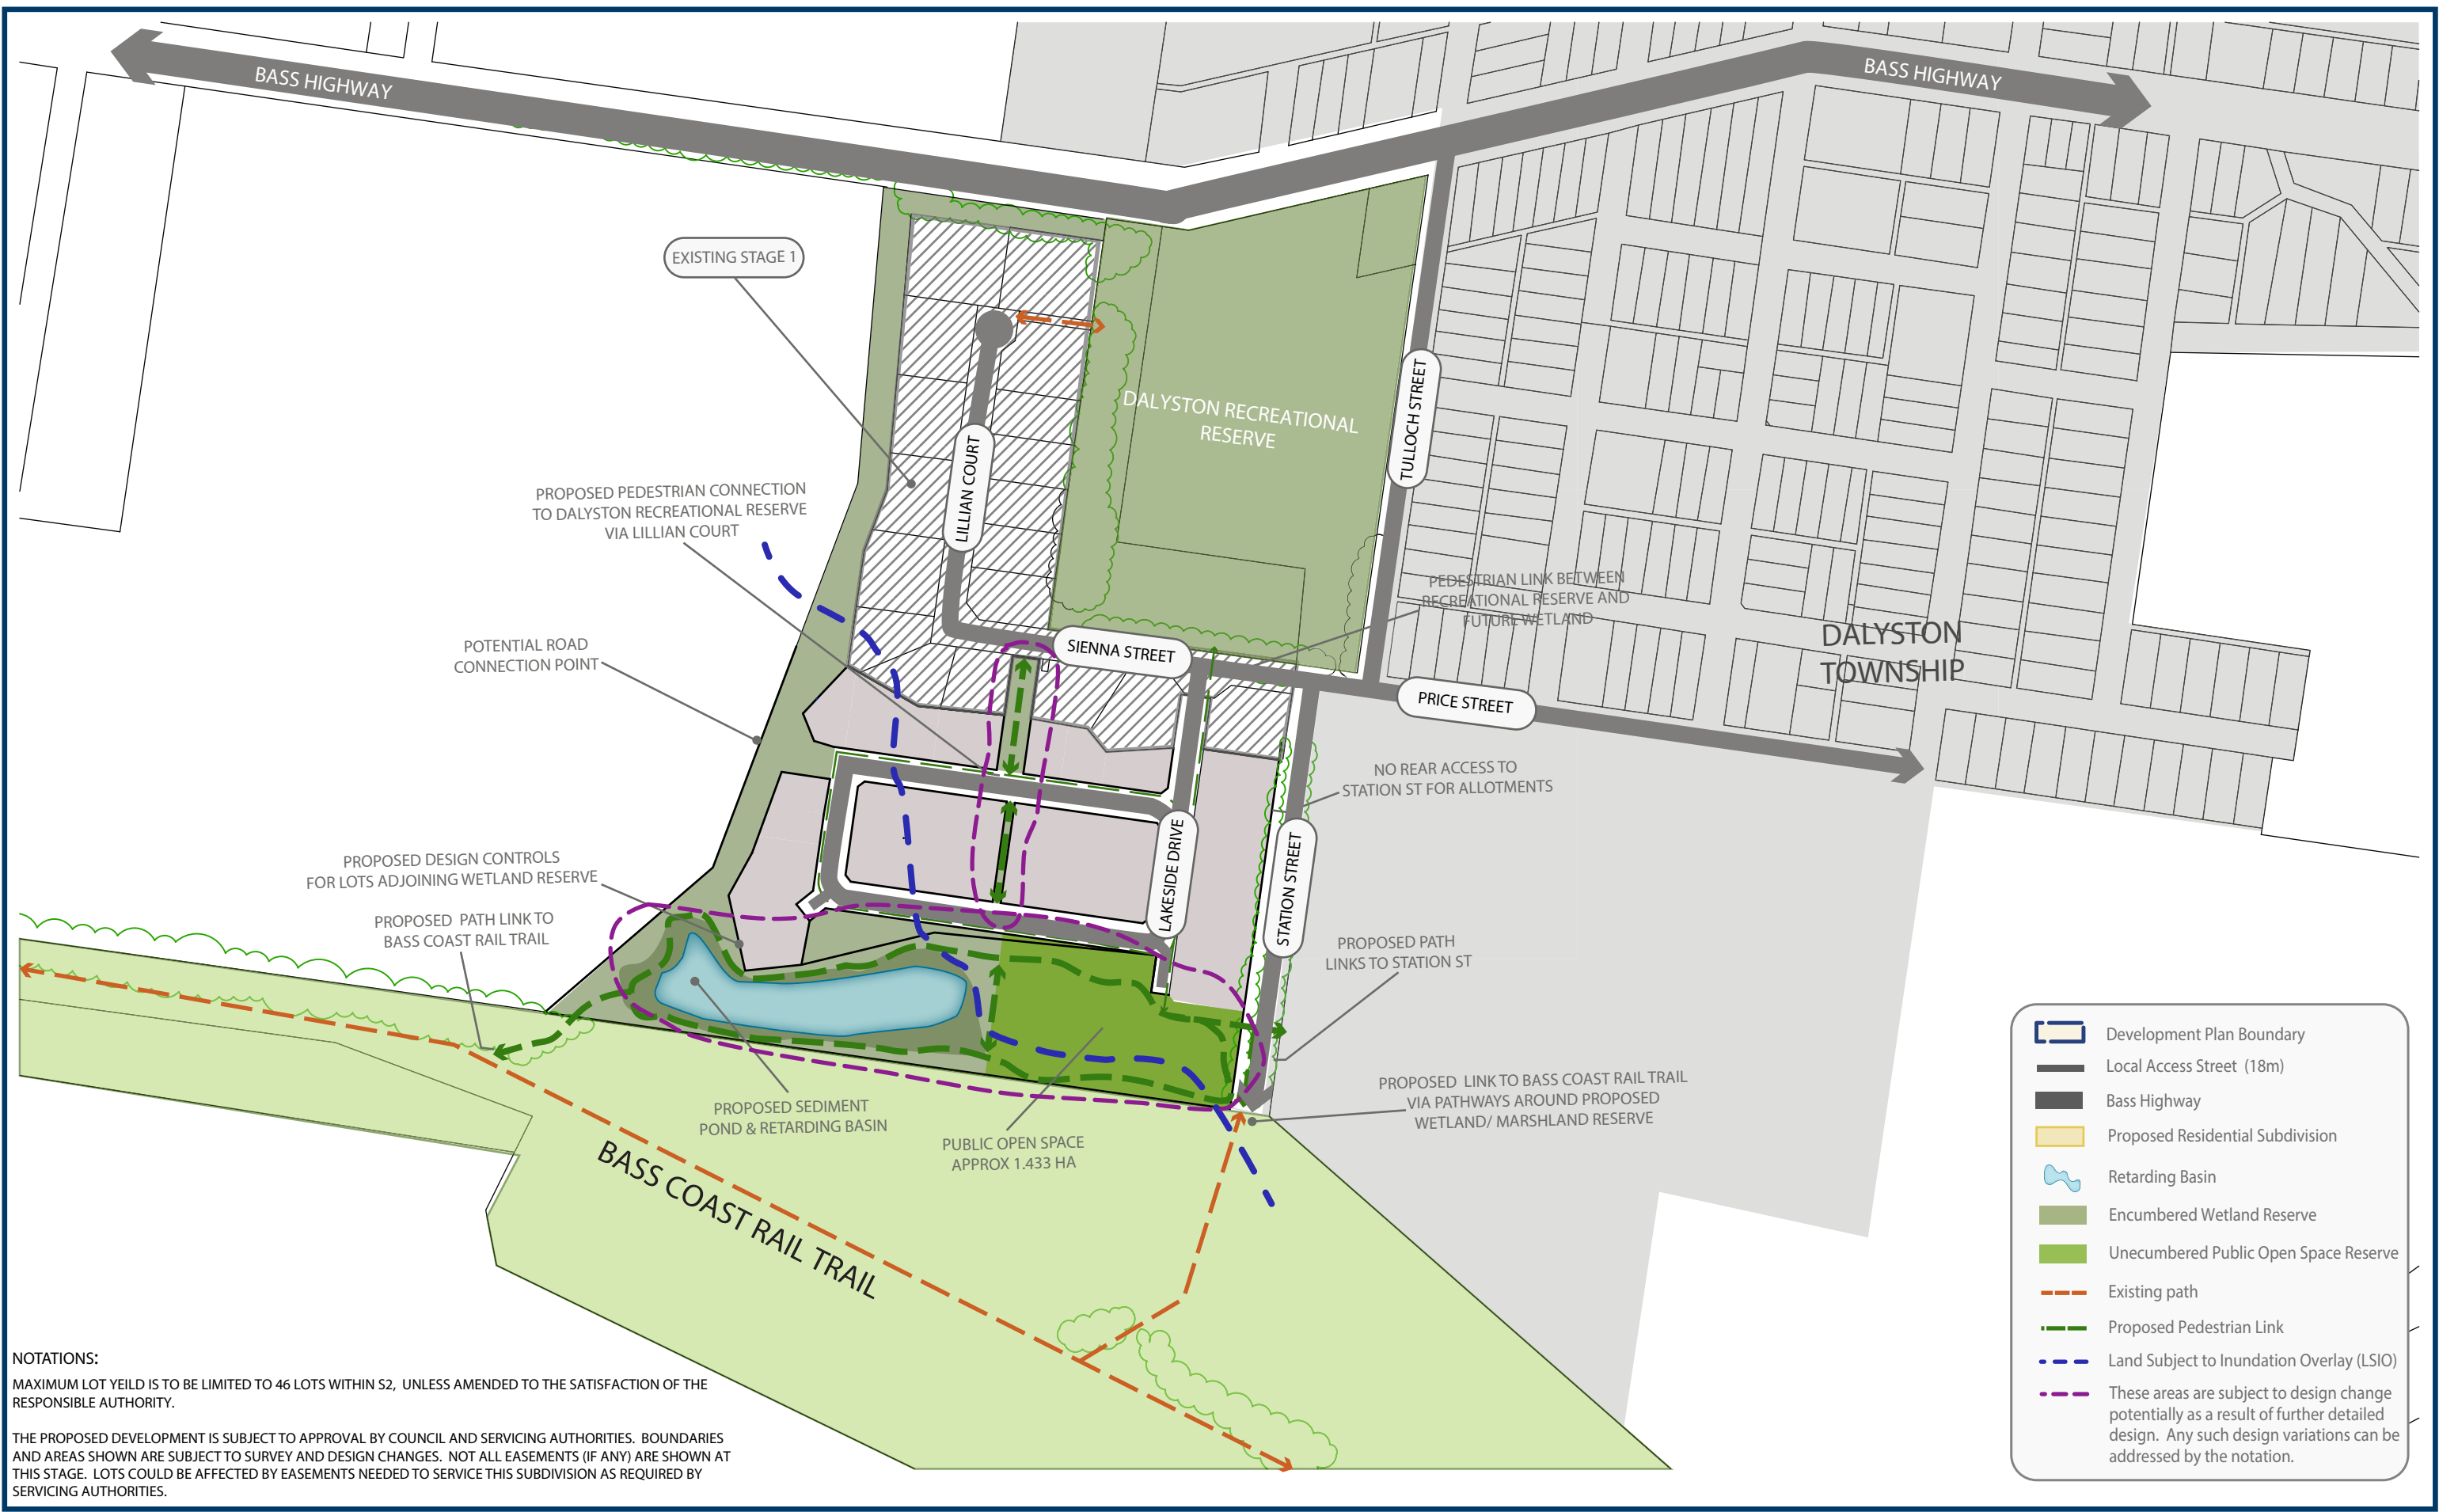 BASS HIGHWAY
BASS HIGHWAY
EXISTING STAGE 1
DALYSTON RECREATIONAL
RESERVE
TULLOCH STREET
LILLIAN COURT
PROPOSED PEDESTRIAN CONNECTION
TO DALYSTON RECREATIONAL RESERVE
VIA LILLIAN COURT
PEDESTRIAN LINK BETWEEN
RECREATIONAL RESERVE AND
FUTURE WETLAND
SIENNA STREET
DALYSTON
TOWNSHIP
POTENTIAL ROAD
CONNECTION POINT
PRICE STREET
NO REAR ACCESS TO
STATION ST FOR ALLOTMENTS
LAKESIDE DRIVE
STATION STREET
PROPOSED DESIGN CONTROLS
FOR LOTS ADJOINING WETLAND RESERVE
PROPOSED PATH LINK TO
BASS COAST RAIL TRAIL
PROPOSED PATH
LINKS TO STATION ST
PROPOSED SEDIMENT
POND & RETARDING BASIN
PUBLIC OPEN SPACE
APPROX 1.433 HA
PROPOSED LINK TO BASS COAST RAIL TRAIL
VIA PATHWAYS AROUND PROPOSED
WETLAND/ MARSHLAND RESERVE
BASS COAST RAIL TRAIL
Development Plan Boundary
Local Access Street (18m)
Bass Highway
Proposed Residential Subdivision
Retarding Basin
Encumbered Wetland Reserve
Unecumbered Public Open Space Reserve
Existing path
Proposed Pedestrian Link
Land Subject to Inundation Overlay (LSIO)
These areas are subject to design change
potentially as a result of further detailed
design. Any such design variations can be
addressed by the notation.
NOTATIONS:
MAXIMUM LOT YEILD IS TO BE LIMITED TO 46 LOTS WITHIN S2, UNLESS AMENDED TO THE SATISFACTION OF THE
RESPONSIBLE AUTHORITY.
THE PROPOSED DEVELOPMENT IS SUBJECT TO APPROVAL BY COUNCIL AND SERVICING AUTHORITIES. BOUNDARIES
AND AREAS SHOWN ARE SUBJECT TO SURVEY AND DESIGN CHANGES. NOT ALL EASEMENTS (IF ANY) ARE SHOWN AT
THIS STAGE. LOTS COULD BE AFFECTED BY EASEMENTS NEEDED TO SERVICE THIS SUBDIVISION AS REQUIRED BY
SERVICING AUTHORITIES.